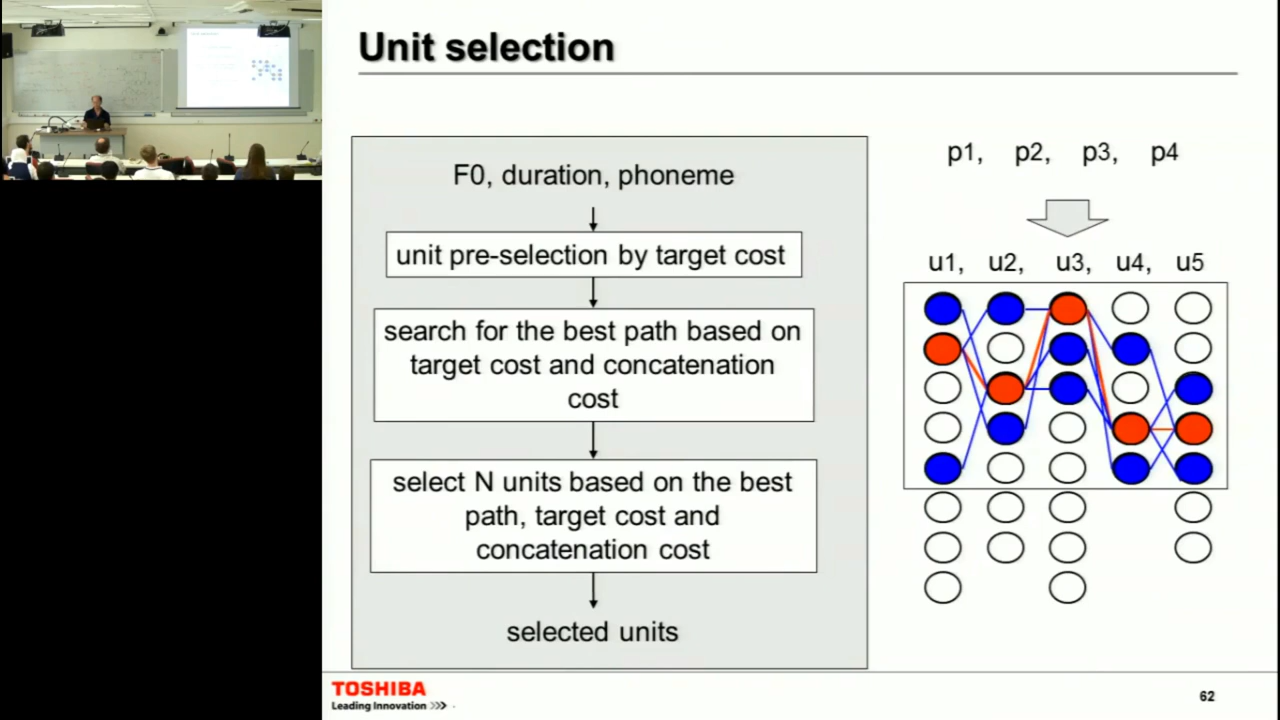 Unit selection
F0, duration, phoneme
unit pre-selection by target cost
search for the best path based on
target cost and concatenation
cost
select N units based on the best
path, target cost and
concatenation cost
selected units
p1, p2, p3, p4
u1, u2, u3, u4, u5
TOSHIBA
Leading Innovation >>>
62